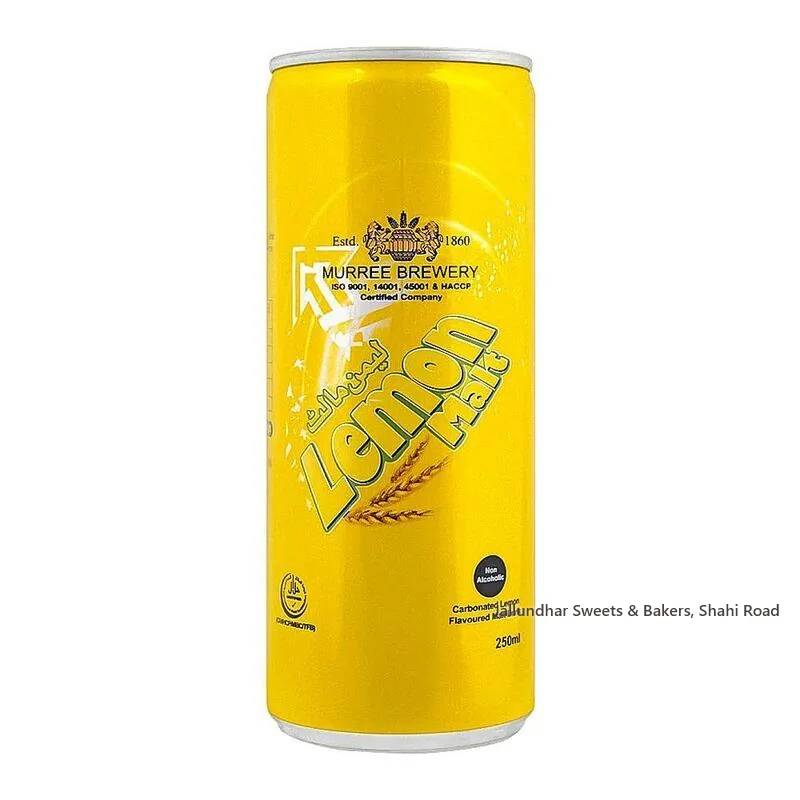 Estd. 1860
MURREE BREWERY
ISO 9001, 14001, 45001 & HACCP
Certified Company
لیمن مالٹ
Lemon
Malt
حلال
Non
Alcoholic
Carbonated Lemon
Flavoured
250ml
Jallundhar Sweets & Bakers, Shahi Road